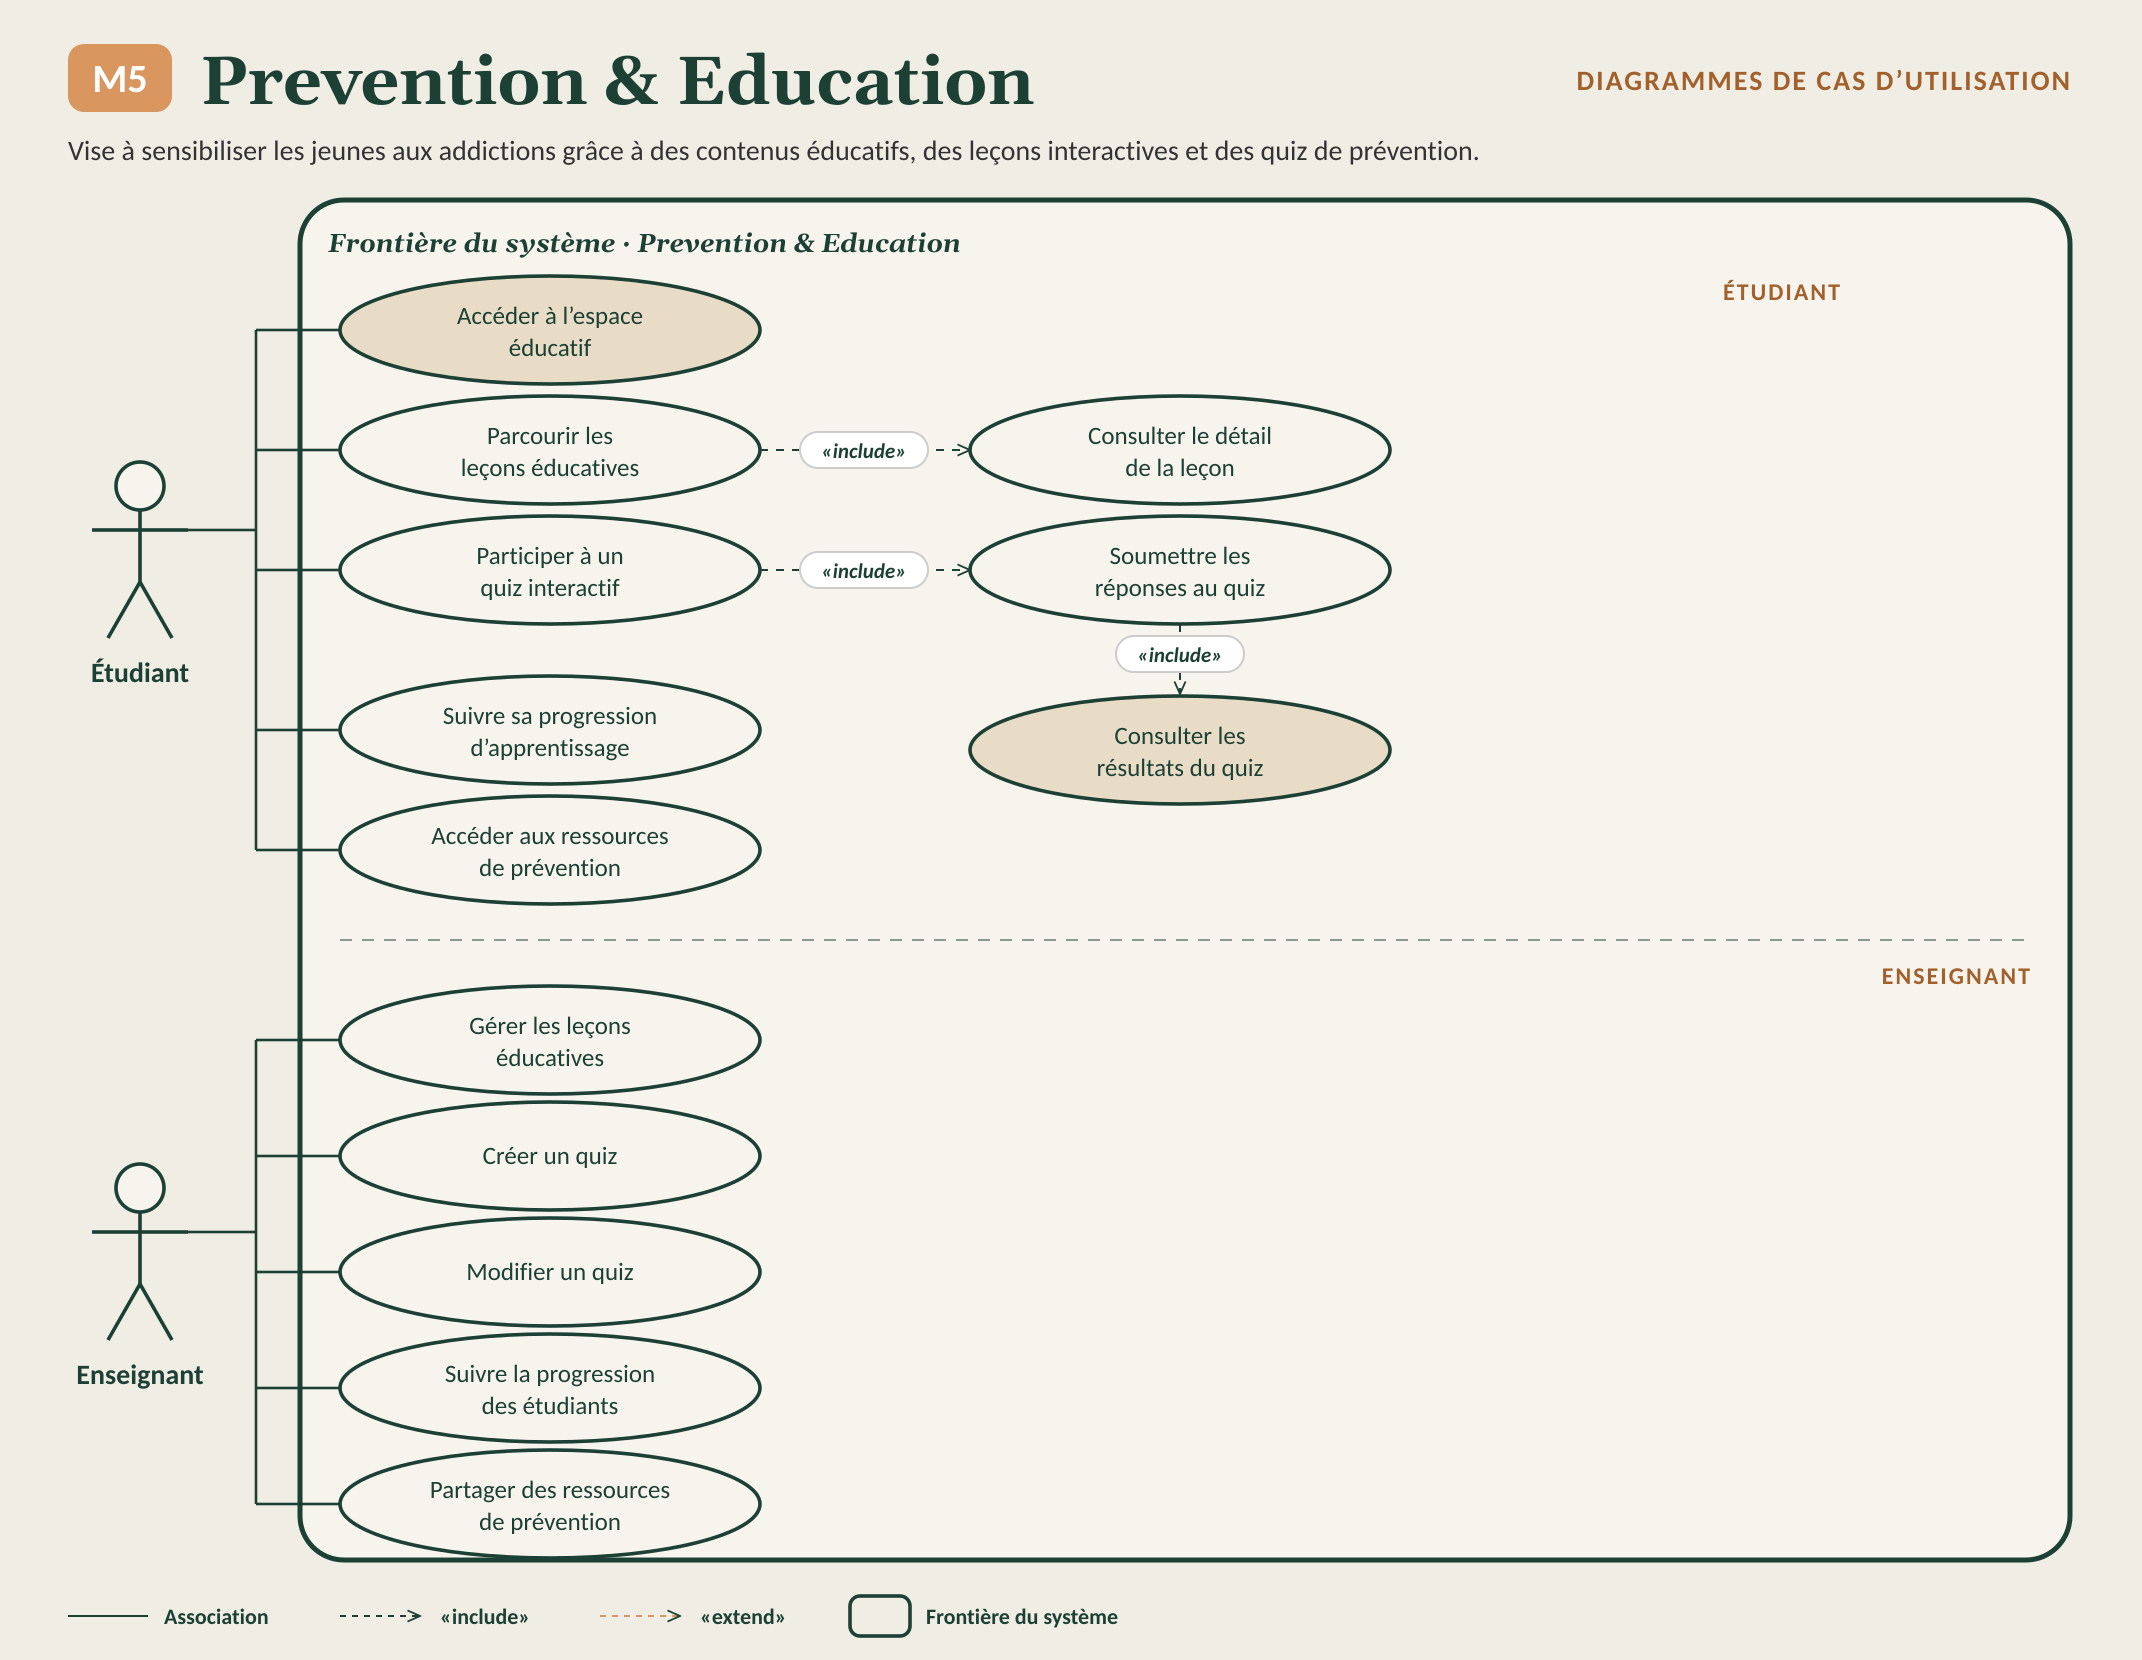 M5
Prevention & Education
DIAGRAMMES DE CAS D’UTILISATION
Vise à sensibiliser les jeunes aux addictions grâce à des contenus éducatifs, des leçons interactives et des quiz de prévention.
Frontière du système · Prevention & Education
ÉTUDIANT
Accéder à l’espace
éducatif
Parcourir les
leçons éducatives
«include»
Consulter le détail
de la leçon
Participer à un
quiz interactif
«include»
Soumettre les
réponses au quiz
«include»
Étudiant
Suivre sa progression
d’apprentissage
Consulter les
résultats du quiz
Accéder aux ressources
de prévention
ENSEIGNANT
Gérer les leçons
éducatives
Créer un quiz
Modifier un quiz
Enseignant
Suivre la progression
des étudiants
Partager des ressources
de prévention
Association
«include»
«extend»
Frontière du système